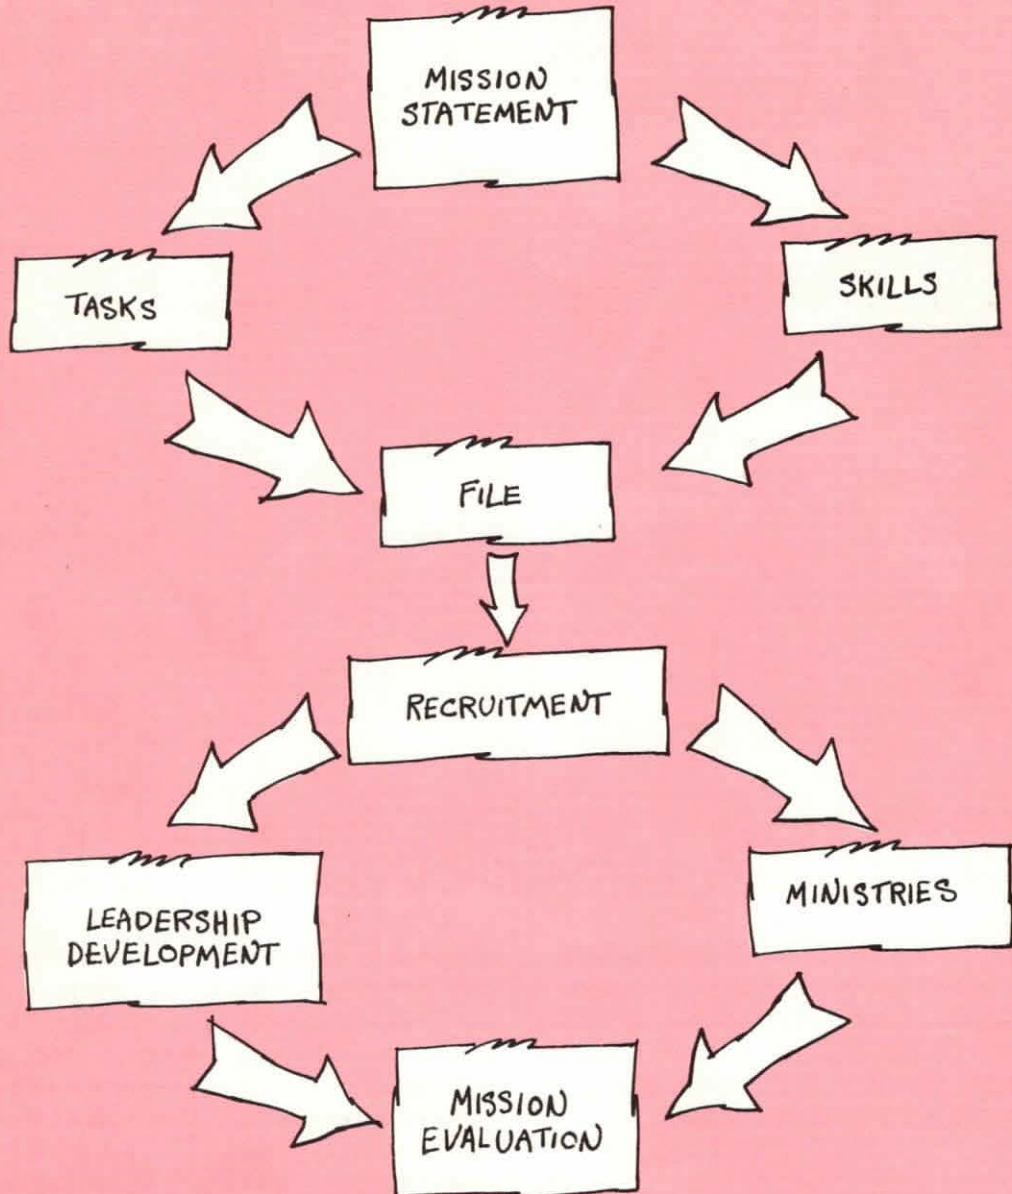 MISSION
STATEMENT
TASKS
SKILLS
FILE
RECRUITMENT
LEADERSHIP
DEVELOPMENT
MINISTRIES
MISSION
EVALUATION